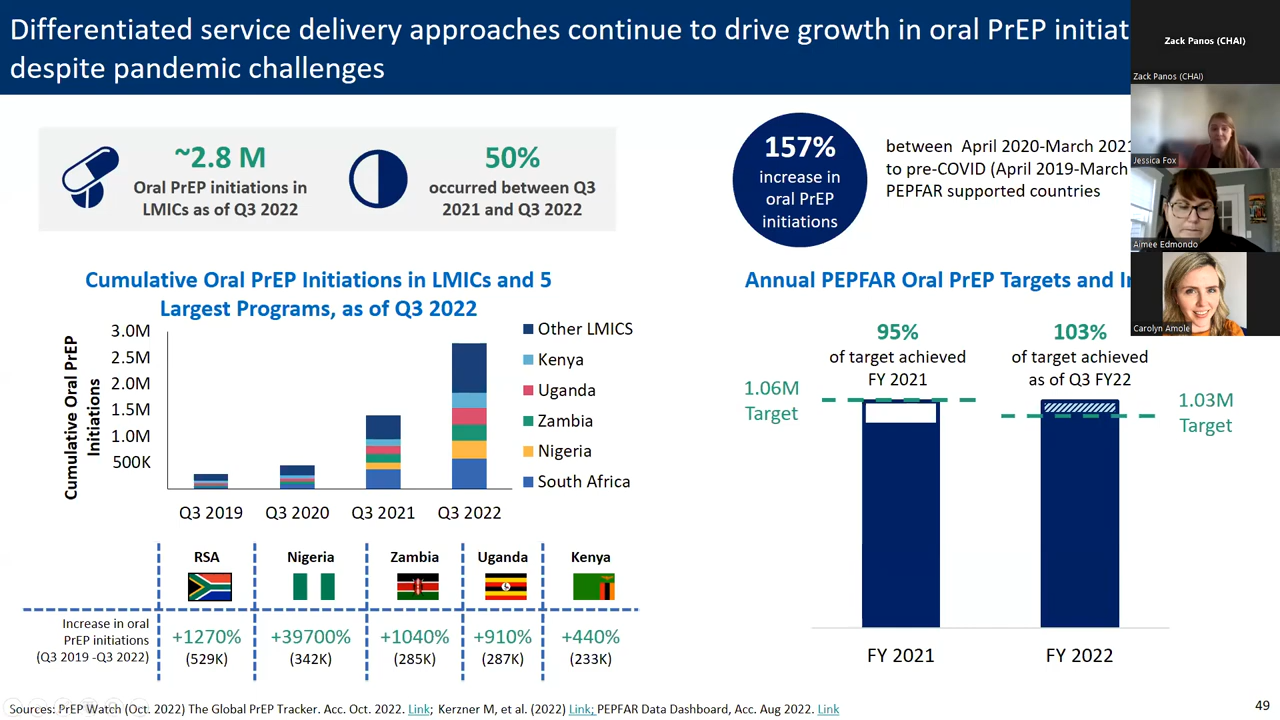 Differentiated service delivery approaches continue to drive growth in oral PrEP initiat
despite pandemic challenges
Zack Panos (CHAI)
Zack Panos (CHAI)
Jessica Fox
Aimee Edmondo
Carolyn Amole
~2.8 M
Oral PrEP initiations in
LMICs as of Q3 2022
50%
occurred between Q3
2021 and Q3 2022
157%
increase in
oral PrEP
initiations
between April 2020-March 2021
to pre-COVID (April 2019-March
PEPFAR supported countries
Cumulative Oral PrEP Initiations in LMICs and 5
Largest Programs, as of Q3 2022
Cumulative Oral PrEP
Initiations
3.0M
2.5M
2.0M
1.5M
1.0M
500K
Q3 2019
Q3 2020
Q3 2021
Q3 2022
Other LMICS
Kenya
Uganda
Zambia
Nigeria
South Africa
Annual PEPFAR Oral PrEP Targets and In
95%
of target achieved
FY 2021
103%
of target achieved
as of Q3 FY22
1.06M
Target
1.03M
Target
FY 2021
FY 2022
RSA
Nigeria
Zambia
Uganda
Kenya
Increase in oral
PrEP initiations
(Q3 2019 -Q3 2022)
+1270%
(529K)
+39700%
(342K)
+1040%
(285K)
+910%
(287K)
+440%
(233K)
Sources: PrEP Watch (Oct. 2022) The Global PrEP Tracker. Acc. Oct. 2022. Link; Kerzner M, et al. (2022) Link; PEPFAR Data Dashboard, Acc. Aug 2022. Link
49